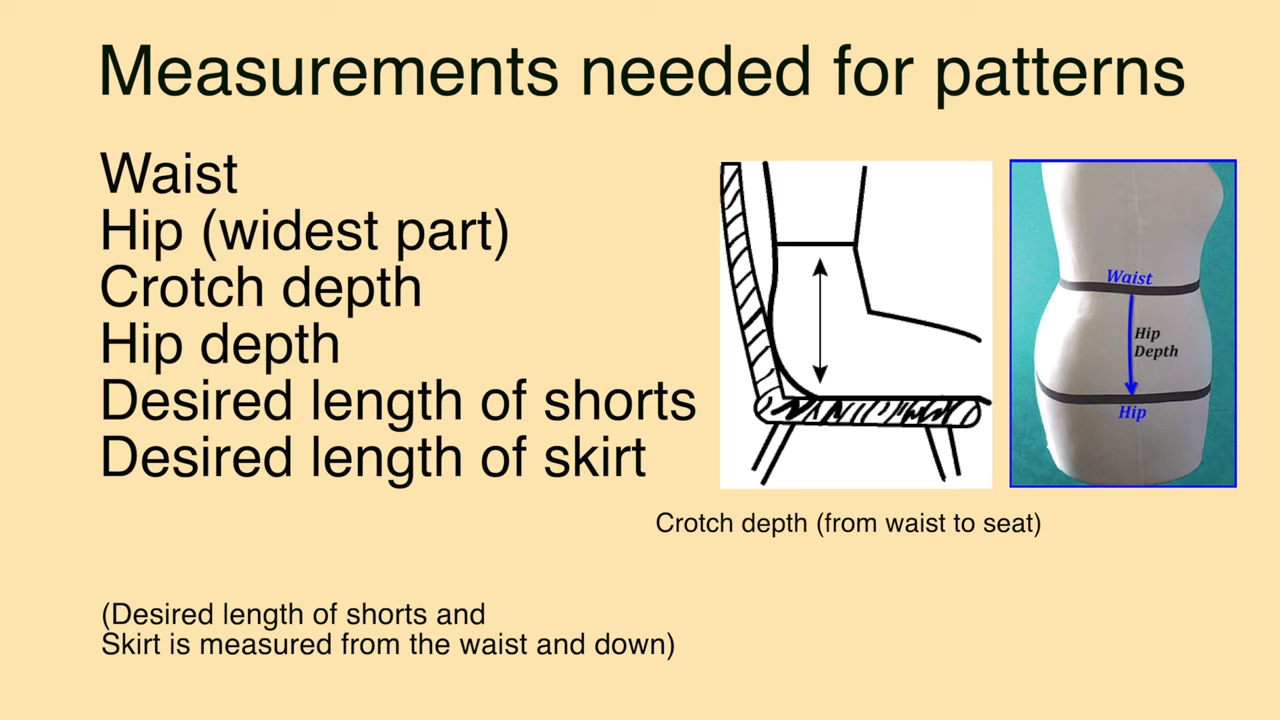 Measurements needed for patterns
Waist
Hip (widest part)
Crotch depth
Hip depth
Desired length of shorts
Desired length of skirt
Waist
Hip
Depth
Hip
Crotch depth (from waist to seat)
(Desired length of shorts and
Skirt is measured from the waist and down)